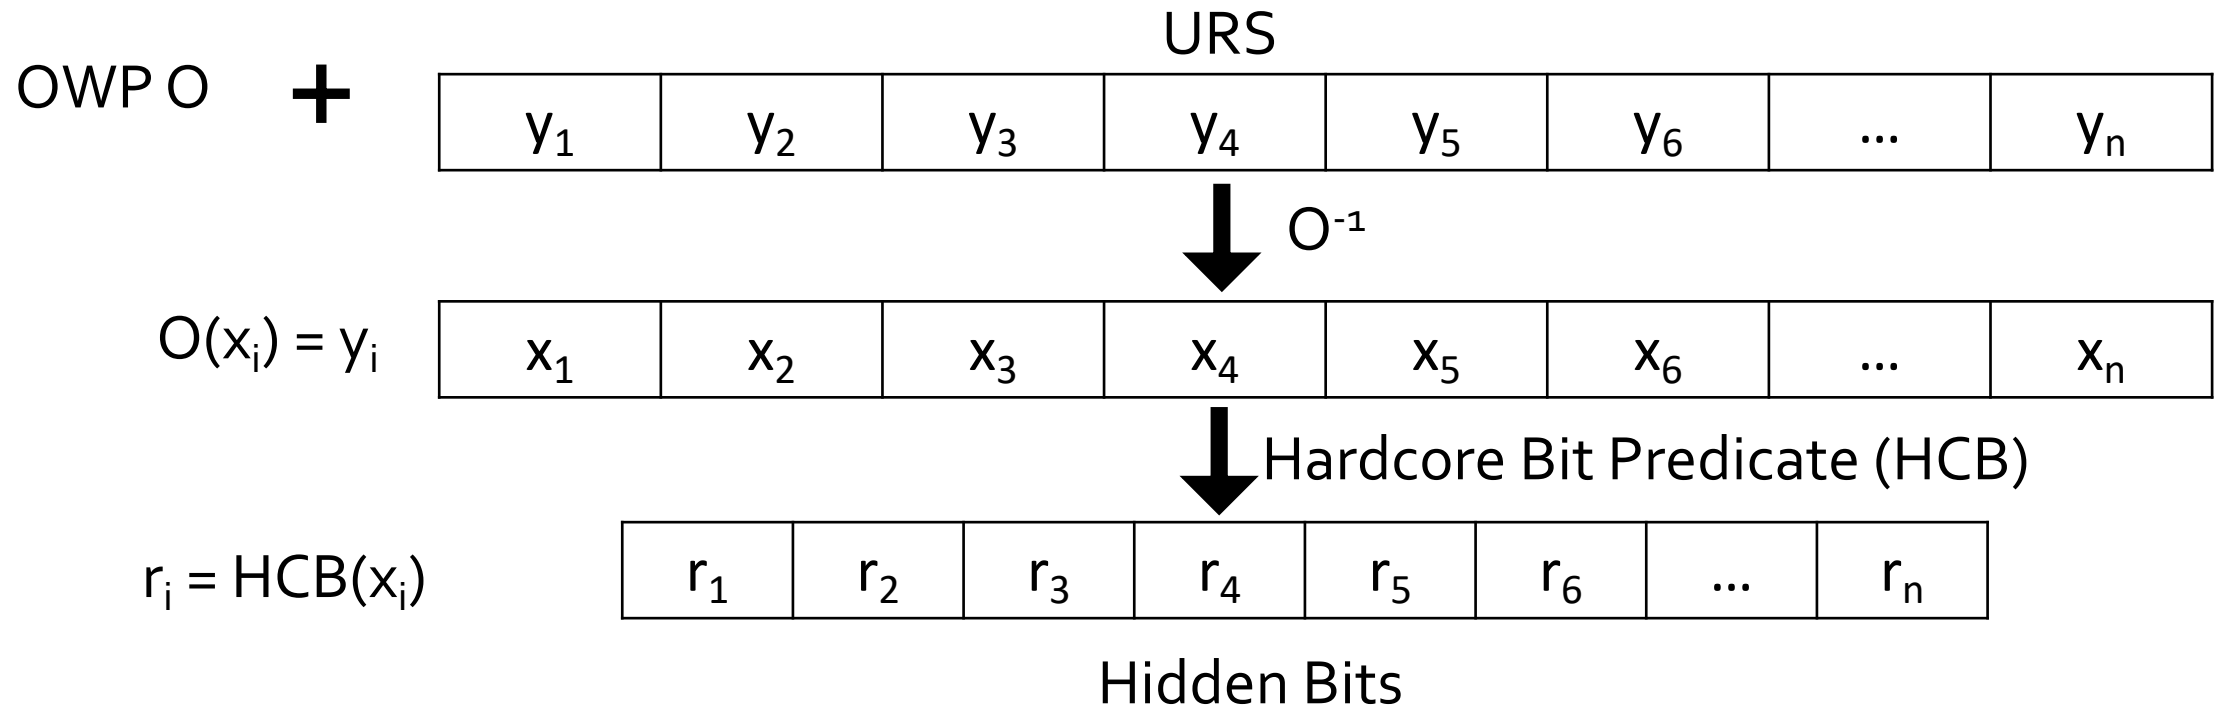 URS
OWP O + y₁ y₂ y₃ y₄ y₅ y₆ ... yₙ
O⁻¹
O(xᵢ) = yᵢ x₁ x₂ x₃ x₄ x₅ x₆ ... xₙ
Hardcore Bit Predicate (HCB)
rᵢ = HCB(xᵢ) r₁ r₂ r₃ r₄ r₅ r₆ ... rₙ
Hidden Bits